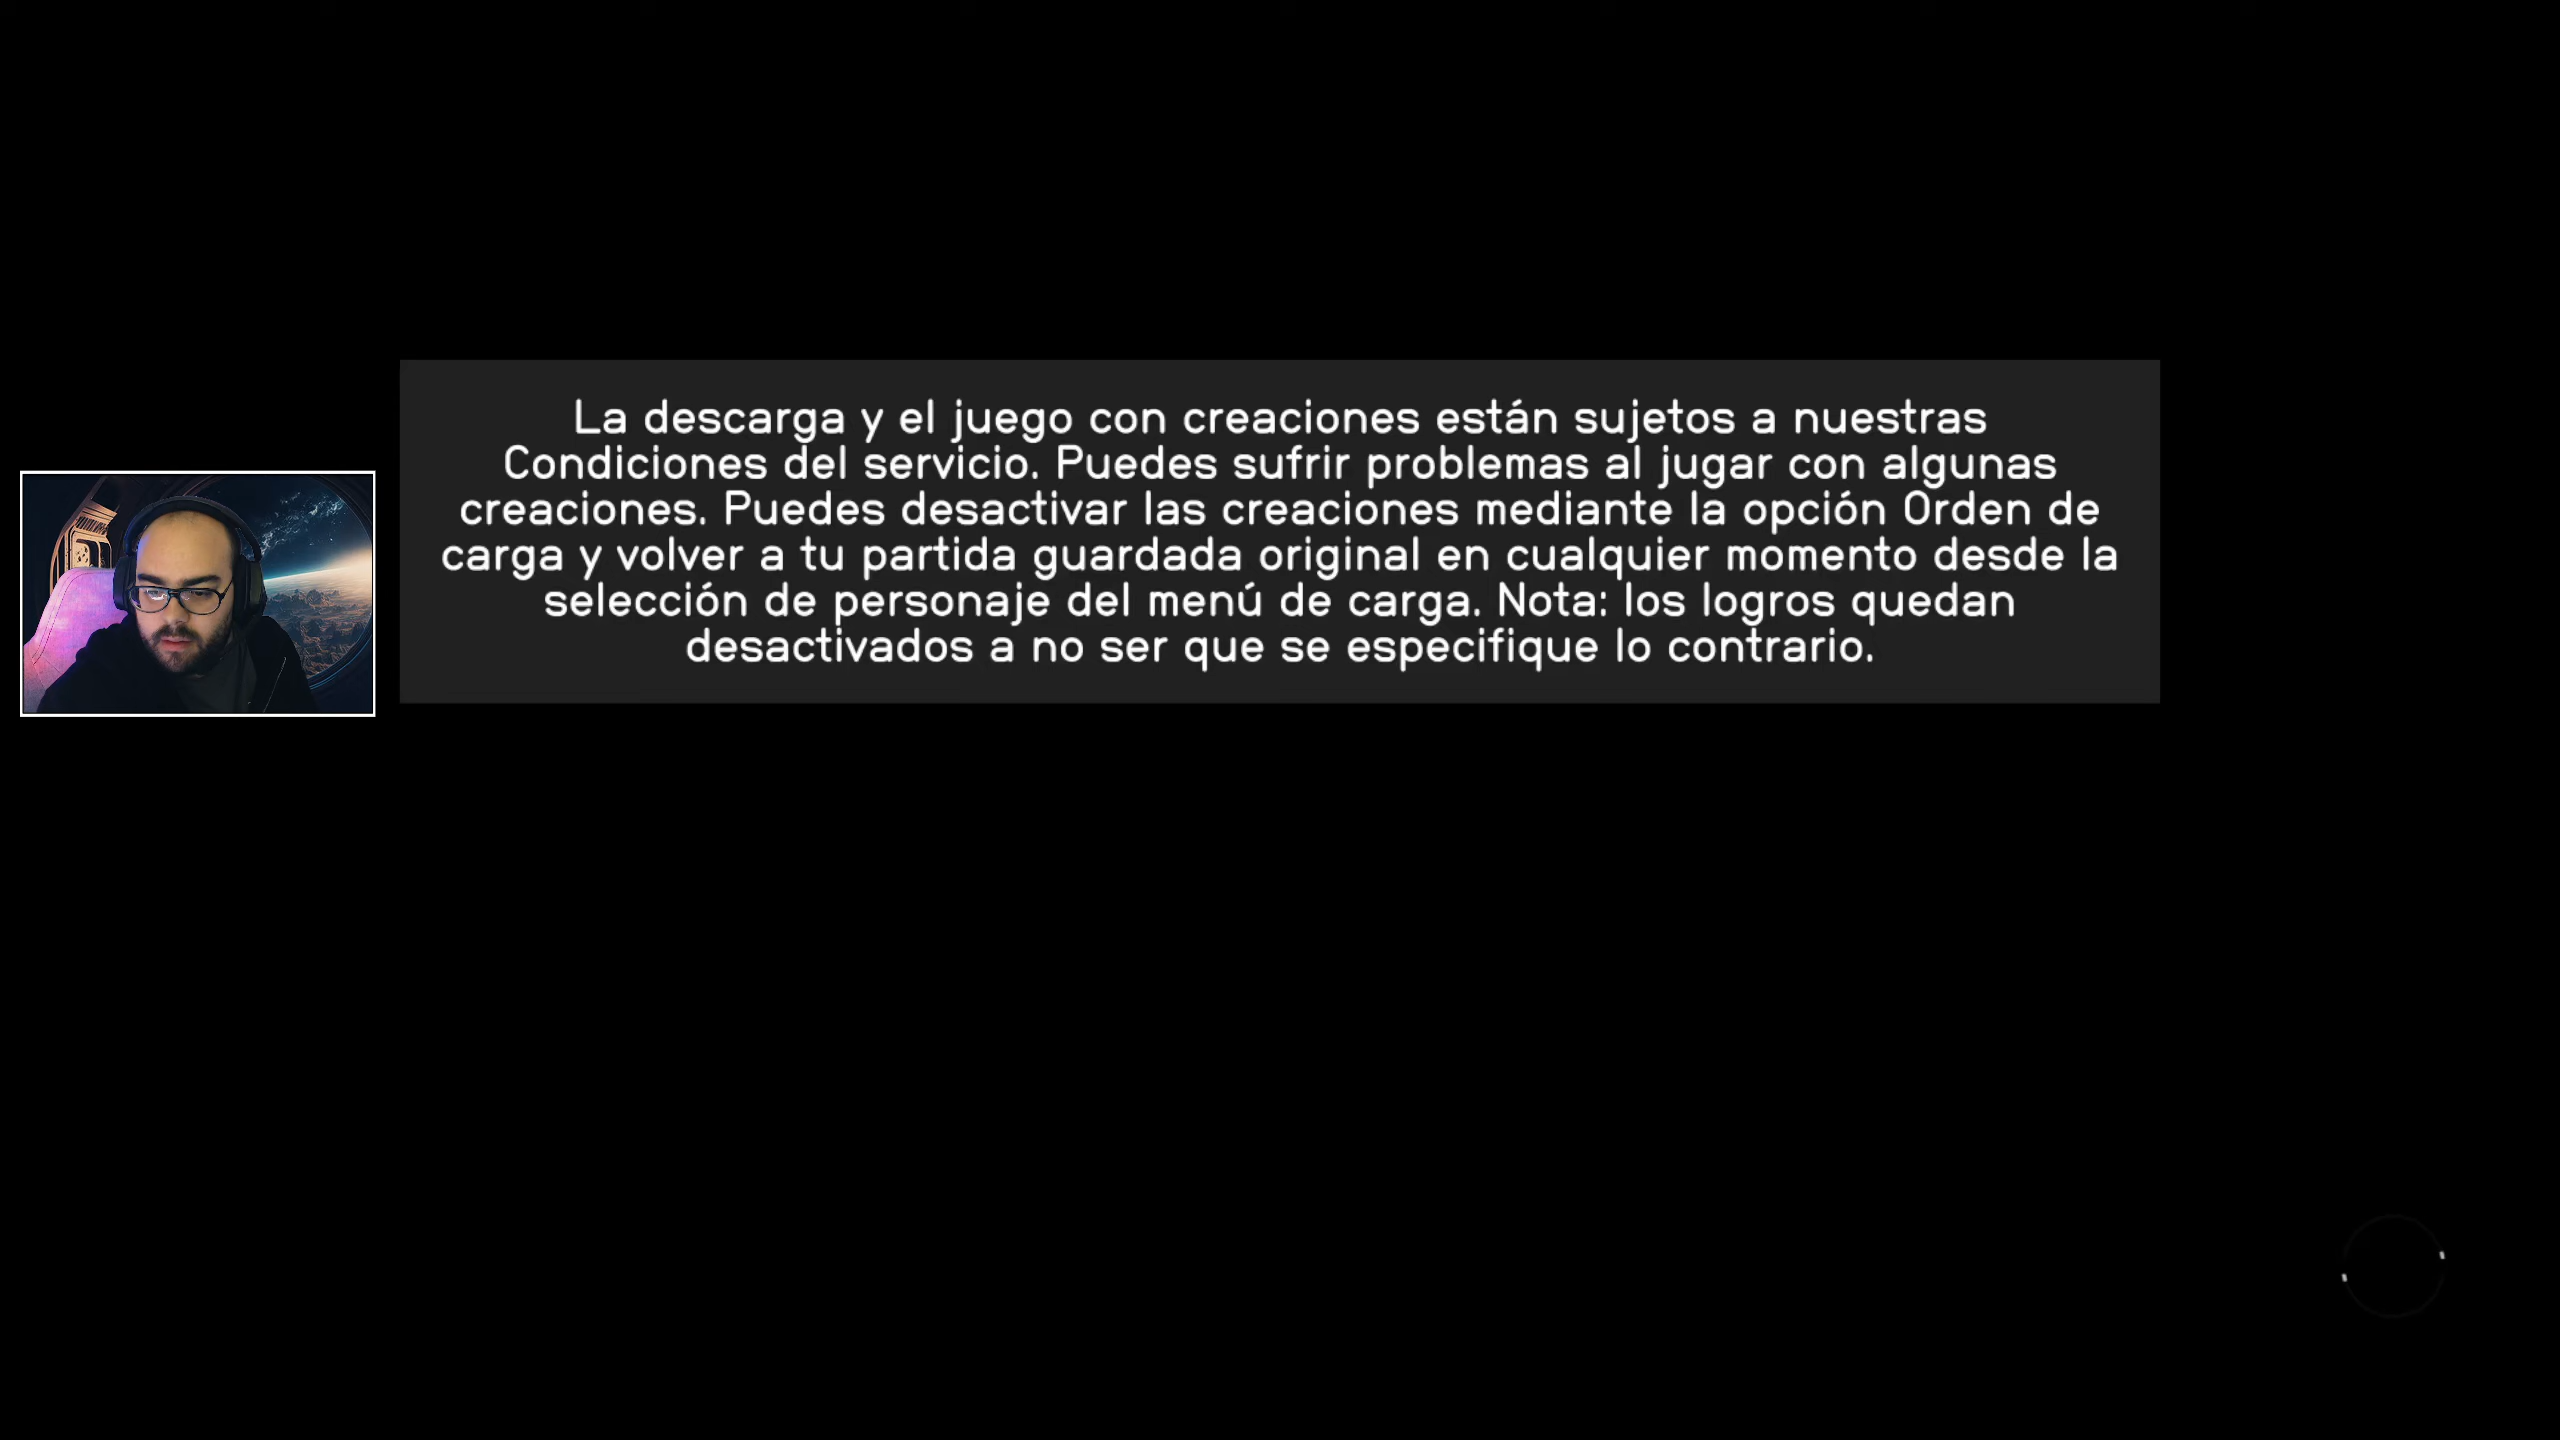 La descarga y el juego con creaciones están sujetos a nuestras
Condiciones del servicio. Puedes sufrir problemas al jugar con algunas
creaciones. Puedes desactivar las creaciones mediante la opción Orden de
carga y volver a tu partida guardada original en cualquier momento desde la
selección de personaje del menú de carga. Nota: los logros quedan
desactivados a no ser que se especifique lo contrario.